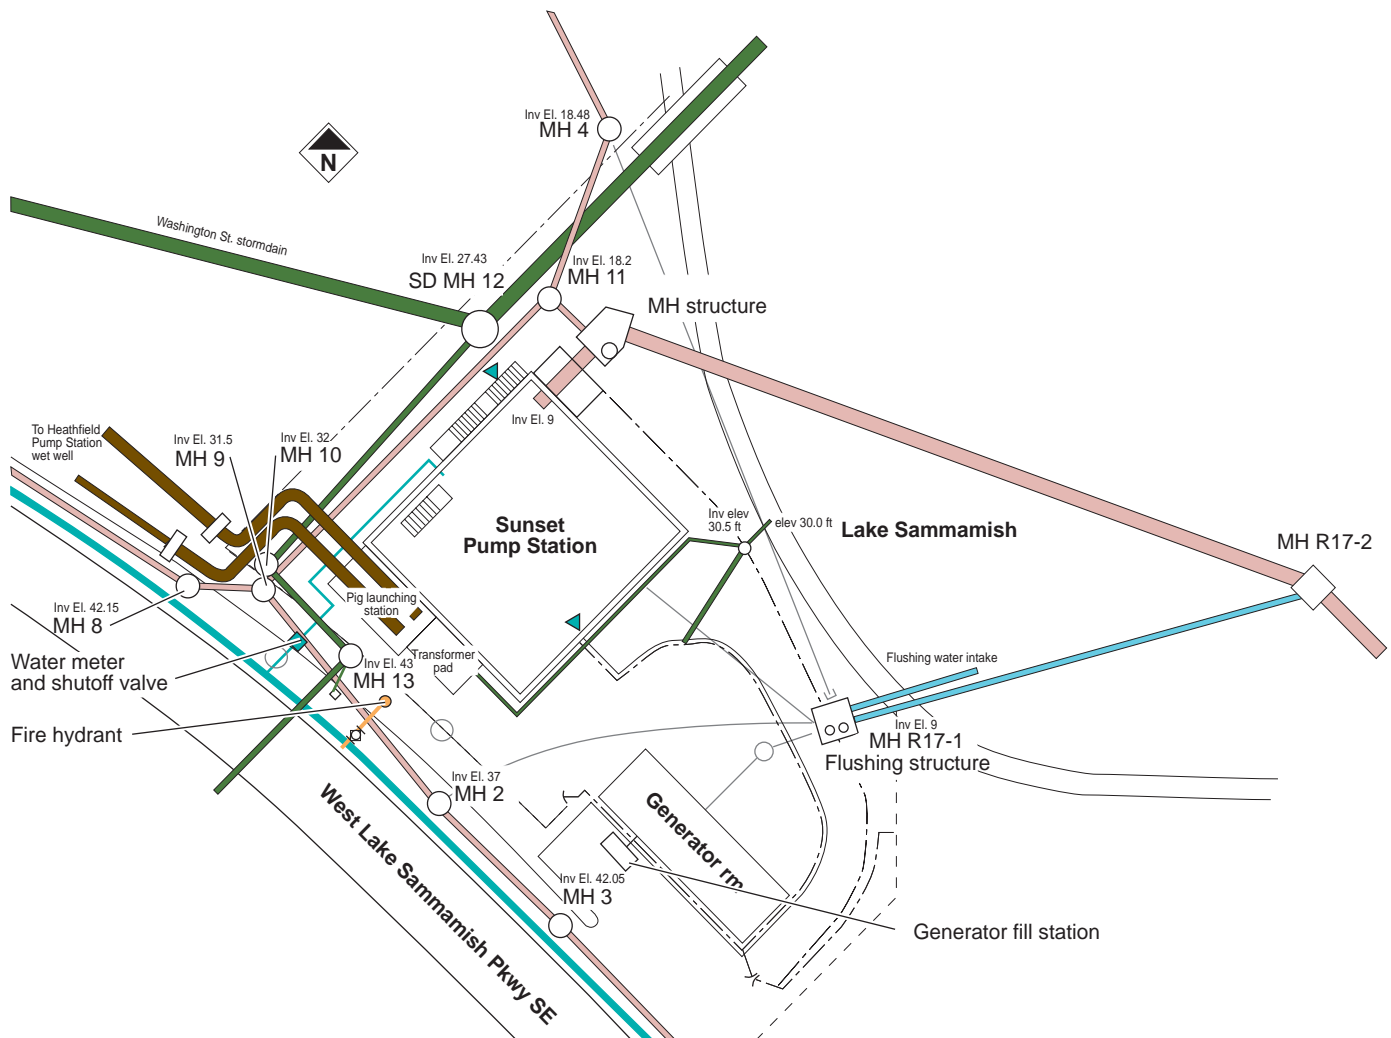 Inv El. 18.48
MH 4
N
Washington St. stormdain
Inv El. 27.43
SD MH 12
Inv El. 18.2
MH 11
MH structure
To Heathfield
Pump Station
wet well
Inv El. 31.5
MH 9
Inv El. 32
MH 10
Inv El. 9
Sunset
Pump Station
Inv elev
30.5 ft
elev 30.0 ft
Lake Sammamish
MH R17-2
Inv El. 42.15
MH 8
Pig launching
station
Water meter
and shutoff valve
Inv El. 43
MH 13
Transformer
pad
Flushing water intake
Fire hydrant
Inv El. 9
MH R17-1
Flushing structure
Inv El. 37
MH 2
West Lake Sammamish Pkwy SE
Generator rm
Inv El. 42.05
MH 3
Generator fill station